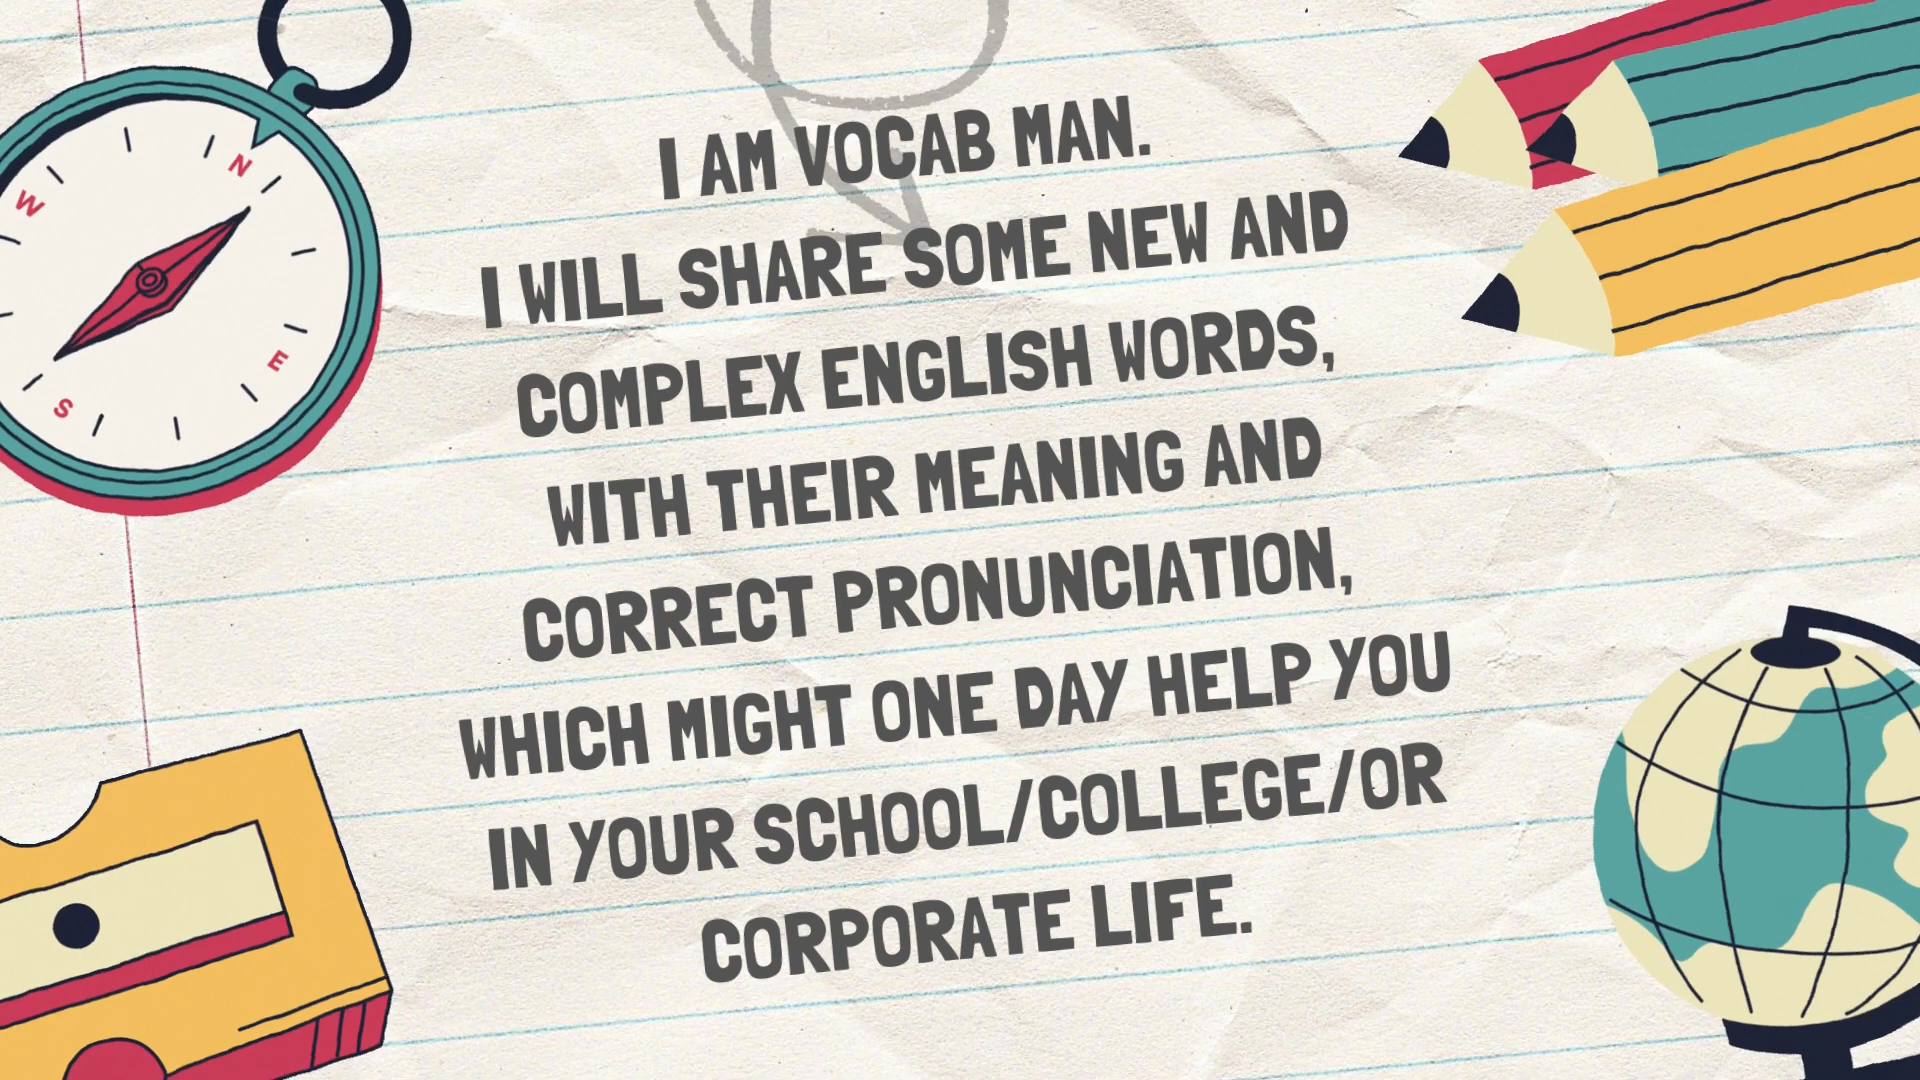 I AM VOCAB MAN.
I WILL SHARE SOME NEW AND
COMPLEX ENGLISH WORDS,
WITH THEIR MEANING AND
CORRECT PRONUNCIATION,
WHICH MIGHT ONE DAY HELP YOU
IN YOUR SCHOOL/COLLEGE/OR
CORPORATE LIFE.
N
W
E
S